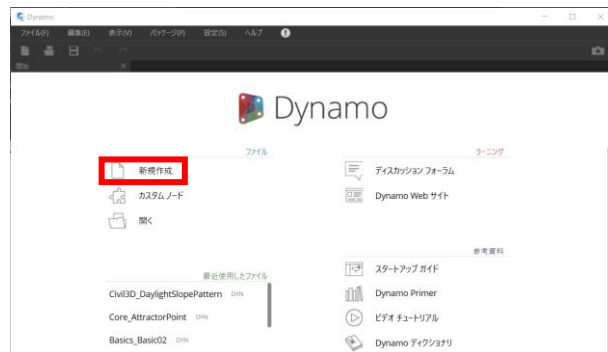 Dynamo
ファイル(F) 編集(E) 表示(V) パッケージ(P) 設定(S) ヘルプ
開始
Dynamo
ファイル
新規作成
カスタム ノード
開く
最近使用したファイル
Civil3D_DaylightSlopePattern DYN
Core_AttractorPoint DYN
Basics_Basic02 DYN
ラーニング
ディスカッション フォーラム
Dynamo Web サイト
参考資料
スタートアップ ガイド
Dynamo Primer
ビデオ チュートリアル
Dynamo ディクショナリ